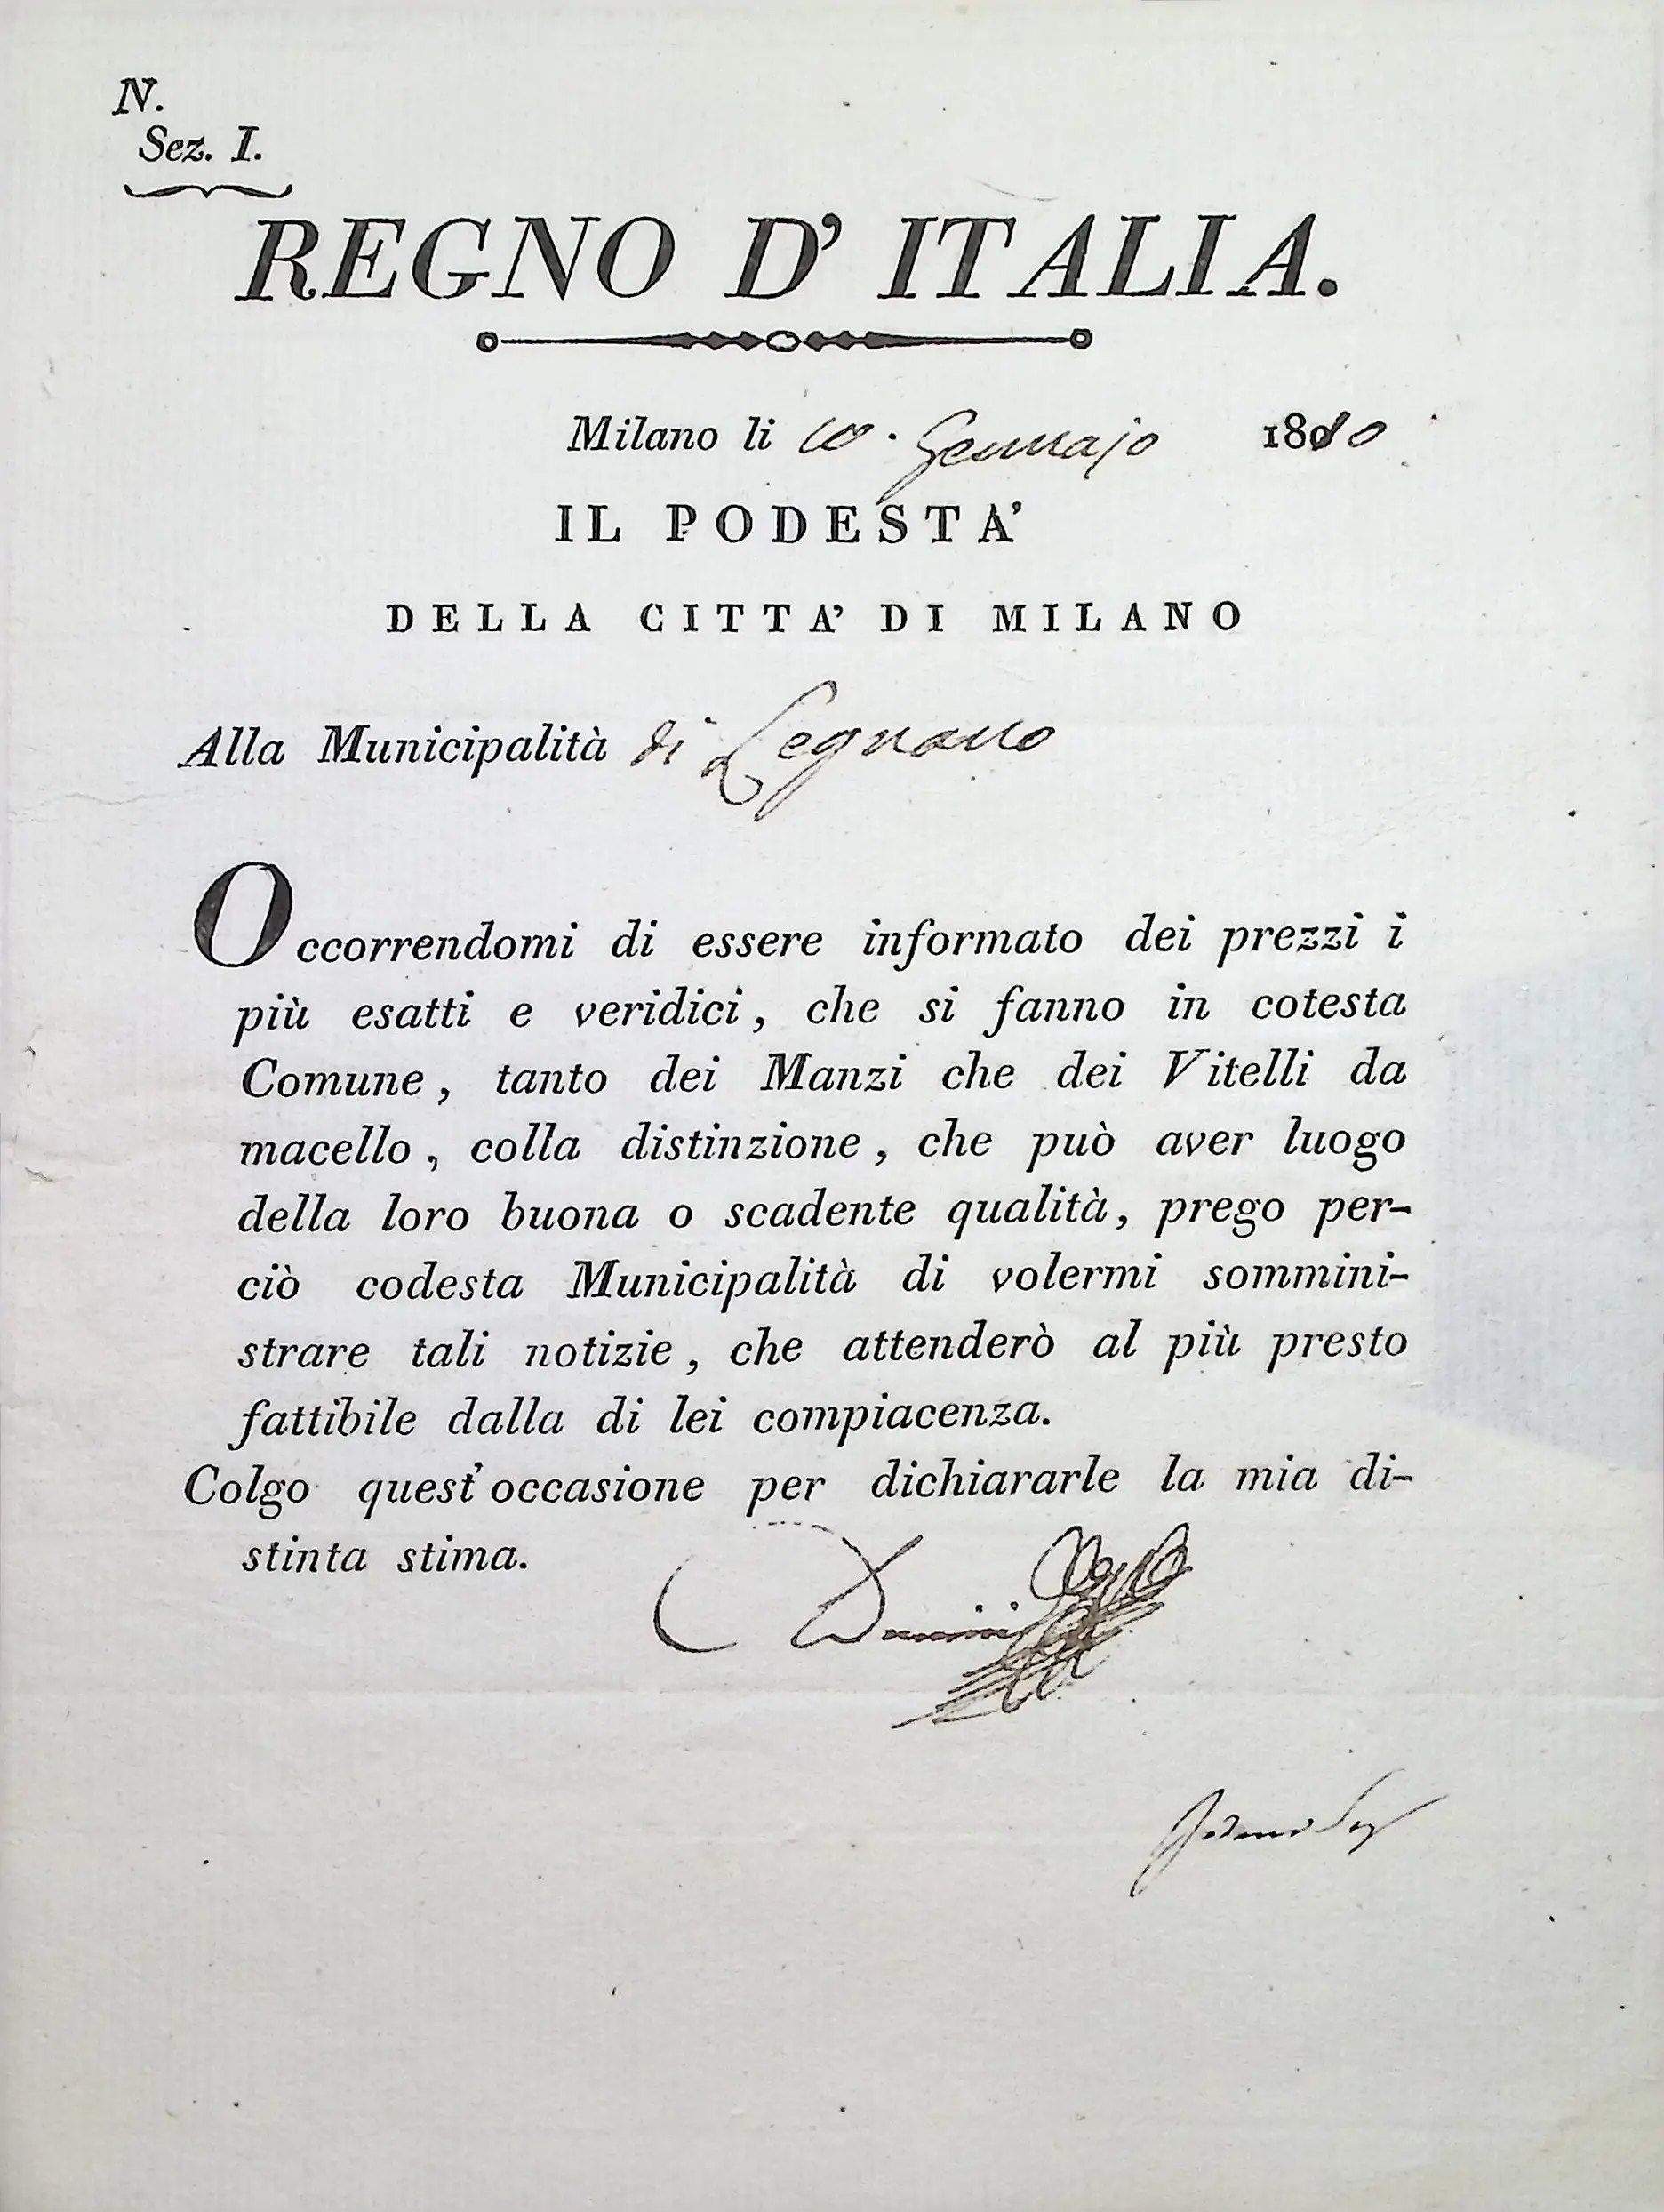 N.
Sez. I.
REGNO D' ITALIA.
Milano li 10. Gennajo 1810
IL PODESTA'
DELLA CITTA' DI MILANO
Alla Municipalità di Legnano
Occorrendomi di essere informato dei prezzi i
più esatti e veridici, che si fanno in cotesta
Comune, tanto dei Manzi che dei Vitelli da
macello, colla distinzione, che può aver luogo
della loro buona o scadente qualità, prego per-
ciò codesta Municipalità di volermi sommini-
strare tali notizie, che attenderò al più presto
fattibile dalla di lei compiacenza.
Colgo quest'occasione per dichiararle la mia di-
stinta stima.